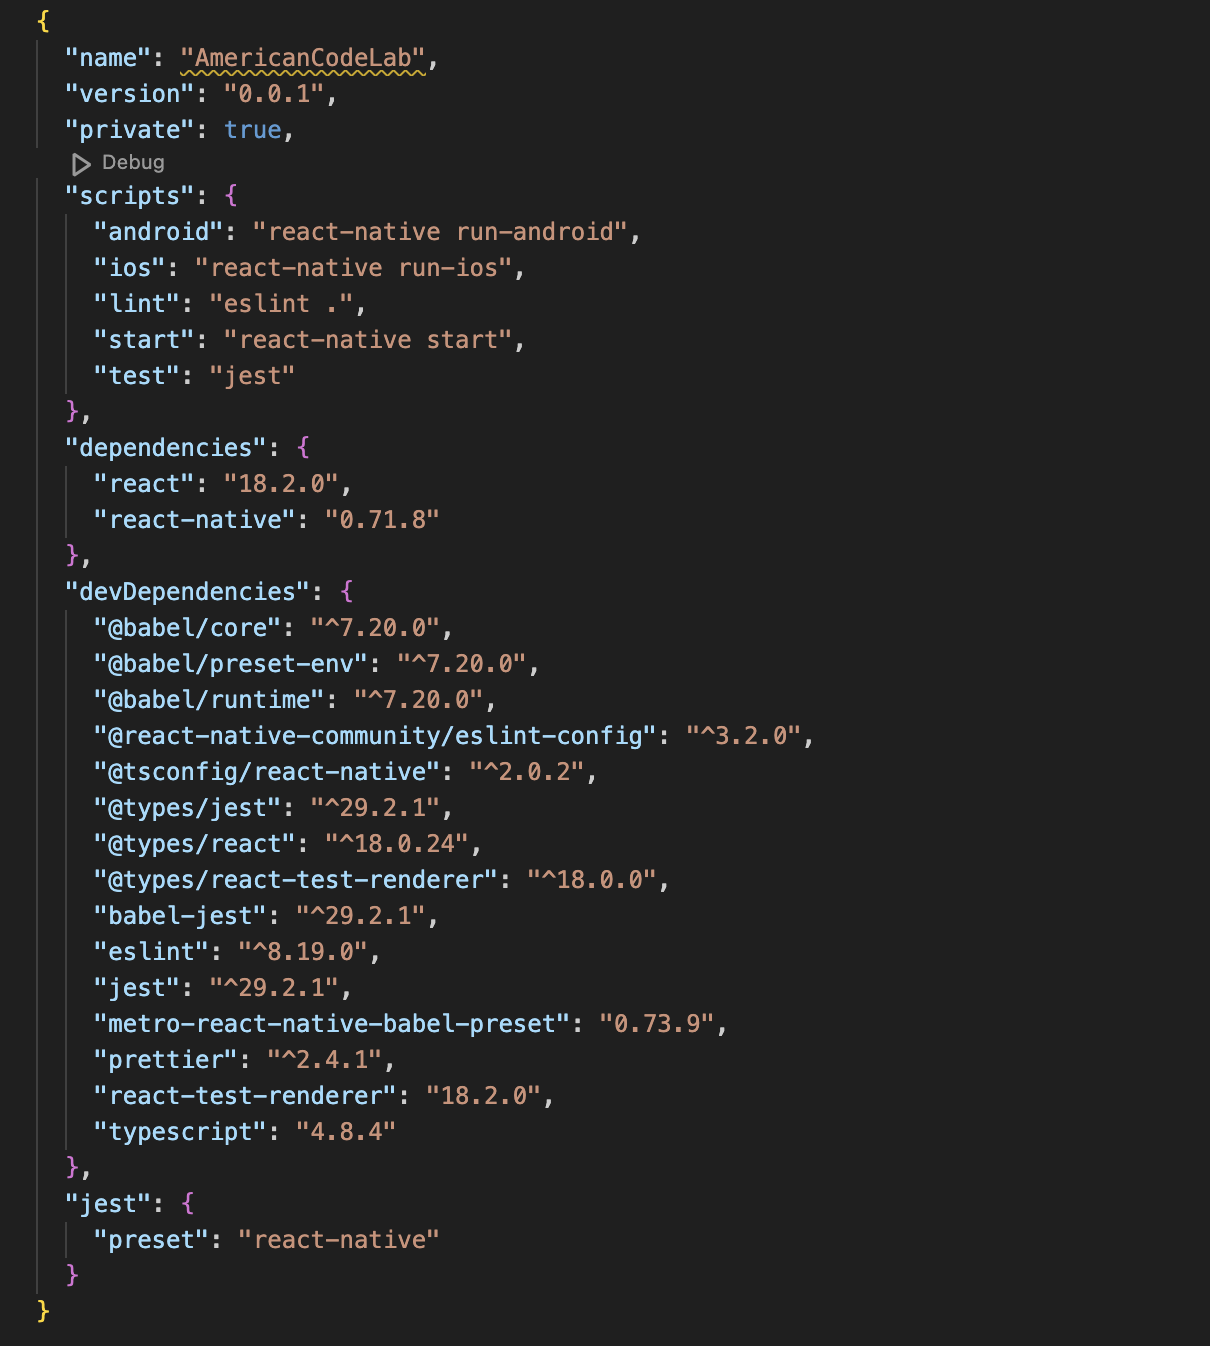 {
"name": "AmericanCodeLab",
"version": "0.0.1",
"private": true,
Debug
"scripts": {
"android": "react-native run-android",
"ios": "react-native run-ios",
"lint": "eslint .",
"start": "react-native start",
"test": "jest"
},
"dependencies": {
"react": "18.2.0",
"react-native": "0.71.8"
},
"devDependencies": {
"@babel/core": "^7.20.0",
"@babel/preset-env": "^7.20.0",
"@babel/runtime": "^7.20.0",
"@react-native-community/eslint-config": "^3.2.0",
"@tsconfig/react-native": "^2.0.2",
"@types/jest": "^29.2.1",
"@types/react": "^18.0.24",
"@types/react-test-renderer": "^18.0.0",
"babel-jest": "^29.2.1",
"eslint": "^8.19.0",
"jest": "^29.2.1",
"metro-react-native-babel-preset": "0.73.9",
"prettier": "^2.4.1",
"react-test-renderer": "18.2.0",
"typescript": "4.8.4"
},
"jest": {
"preset": "react-native"
}
}